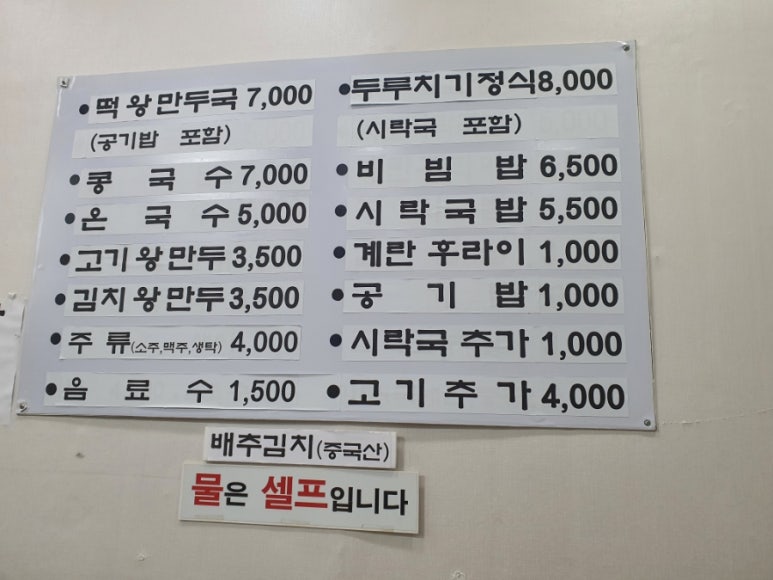 • 떡왕만두국 7,000
(공기밥 포함)
• 콩국수 7,000
• 온국수 5,000
• 고기왕만두 3,500
• 김치왕만두 3,500
• 주류(소주,맥주,생탁) 4,000
• 음료수 1,500
• 두루치기정식 8,000
(시락국 포함)
• 비빔밥 6,500
• 시락국밥 5,500
• 계란후라이 1,000
• 공기밥 1,000
• 시락국 추가 1,000
• 고기추가 4,000
배추김치(중국산)
물은 셀프입니다